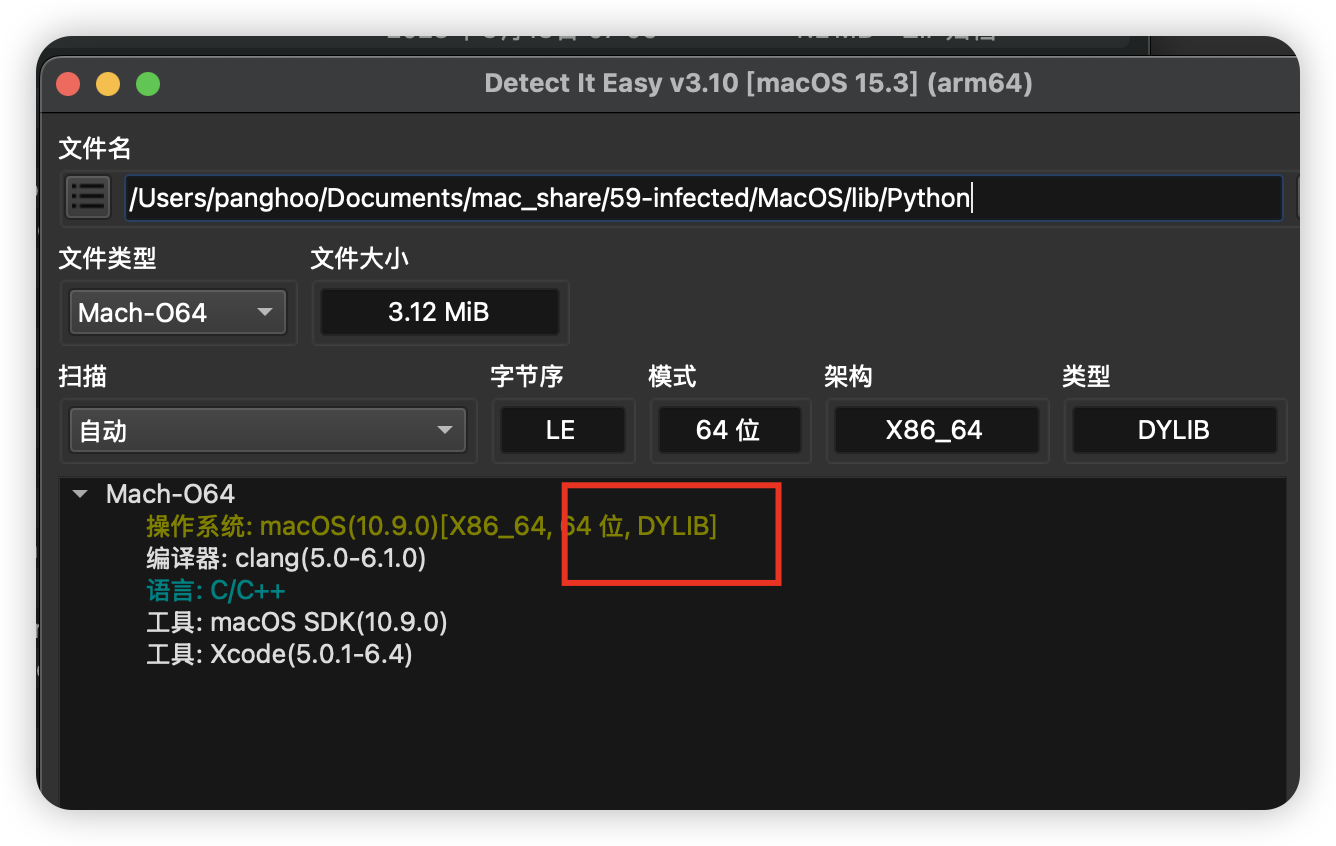 Detect It Easy v3.10 [macOS 15.3] (arm64)
文件名
/Users/panghoo/Documents/mac_share/59-infected/MacOS/lib/Python
文件类型 文件大小
Mach-O64 3.12 MiB
扫描 字节序 模式 架构 类型
自动 LE 64 位 X86_64 DYLIB
Mach-O64
操作系统: macOS(10.9.0)[X86_64, 64 位, DYLIB]
编译器: clang(5.0-6.1.0)
语言: C/C++
工具: macOS SDK(10.9.0)
工具: Xcode(5.0.1-6.4)